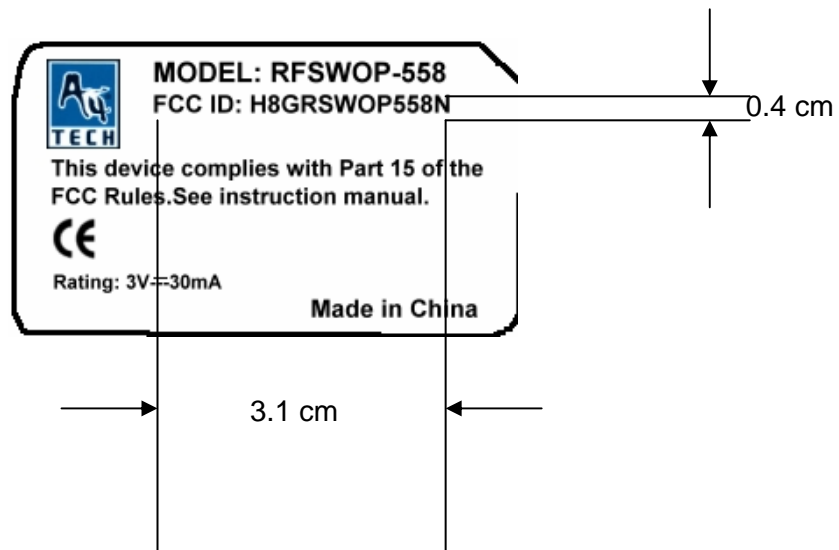 MODEL: RFSWOP-558
FCC ID: H8GRSWOP558N
0.4 cm
A4
TECH
This device complies with Part 15 of the
FCC Rules.See instruction manual.
CE
Rating: 3V⎓30mA
Made in China
3.1 cm